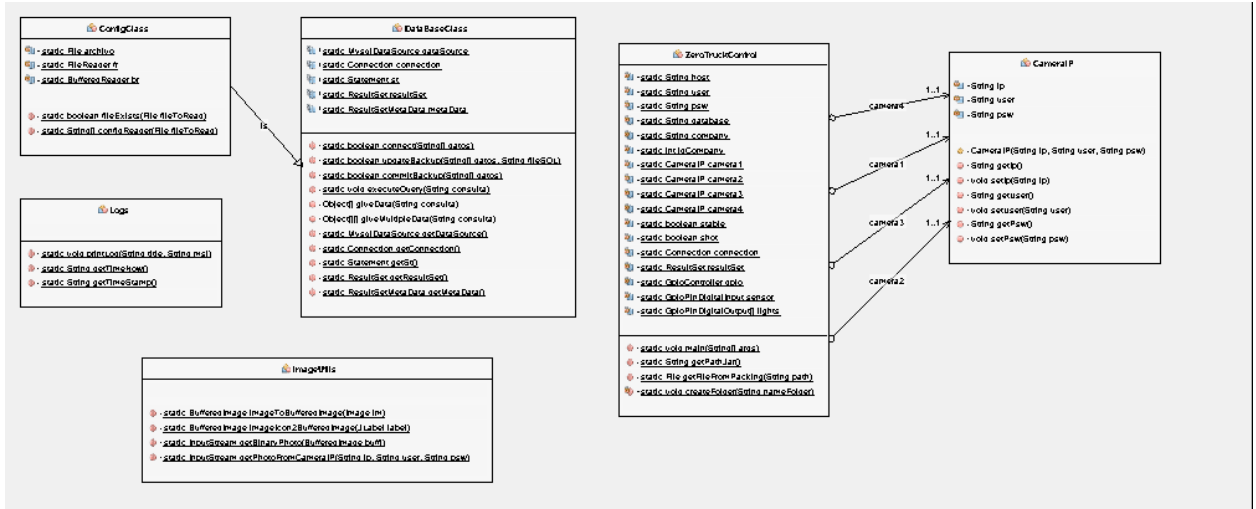 ConfigClass
- static File archivo
- static FileReader fr
- static BufferedReader br
- static boolean fileExists(File fileToRead)
- static String[] configReader(File fileToRead)
is
DataBaseClass
static MysqlDataSource dataSource
static Connection connection
static Statement st
static ResultSet resultSet
static ResultSetMetaData metaData
- static boolean connect(String[] datos)
- static boolean updateBackup(String[] datos, String fileSQL)
- static boolean commitBackup(String[] datos)
- static void executeQuery(String consulta)
- Object[] giveData(String consulta)
- Object[][] giveMultipleData(String consulta)
- static MysqlDataSource getDataSource()
- static Connection getConnection()
- static Statement getSt()
- static ResultSet getResultSet()
- static ResultSetMetaData getMetaData()
Logs
- static void printLog(String title, String msj)
- static String getTimeNow()
- static String getTimeStamp()
ImageUtils
- static BufferedImage imageToBufferedImage(Image im)
- static BufferedImage imageIcon2BufferedImage(JLabel label)
- static InputStream getBinaryPhoto(BufferedImage buff)
- static InputStream getPhotoFromCameraIP(String ip, String user, String psw)
ZeroTruckControl
- static String host
- static String user
- static String psw
- static String database
- static String company
- static int idCompany
- static CameraIP camera1
- static CameraIP camera2
- static CameraIP camera3
- static CameraIP camera4
- static boolean stable
- static boolean shot
- static Connection connection
- static ResultSet resultSet
- static GpioController gpio
- static GpioPinDigitalInput sensor
- static GpioPinDigitalOutput[] lights
- static void main(String[] args)
- static String getPathJar()
- static File getFileFromPacking(String path)
- static void createFolder(String nameFolder)
camera4
1..1
camera1
1..1
camera3
1..1
camera2
1..1
CameraIP
- String ip
- String user
- String psw
- CameraIP(String ip, String user, String psw)
- String getIp()
- void setIp(String ip)
- String getuser()
- void setuser(String user)
- String getPsw()
- void setPsw(String psw)